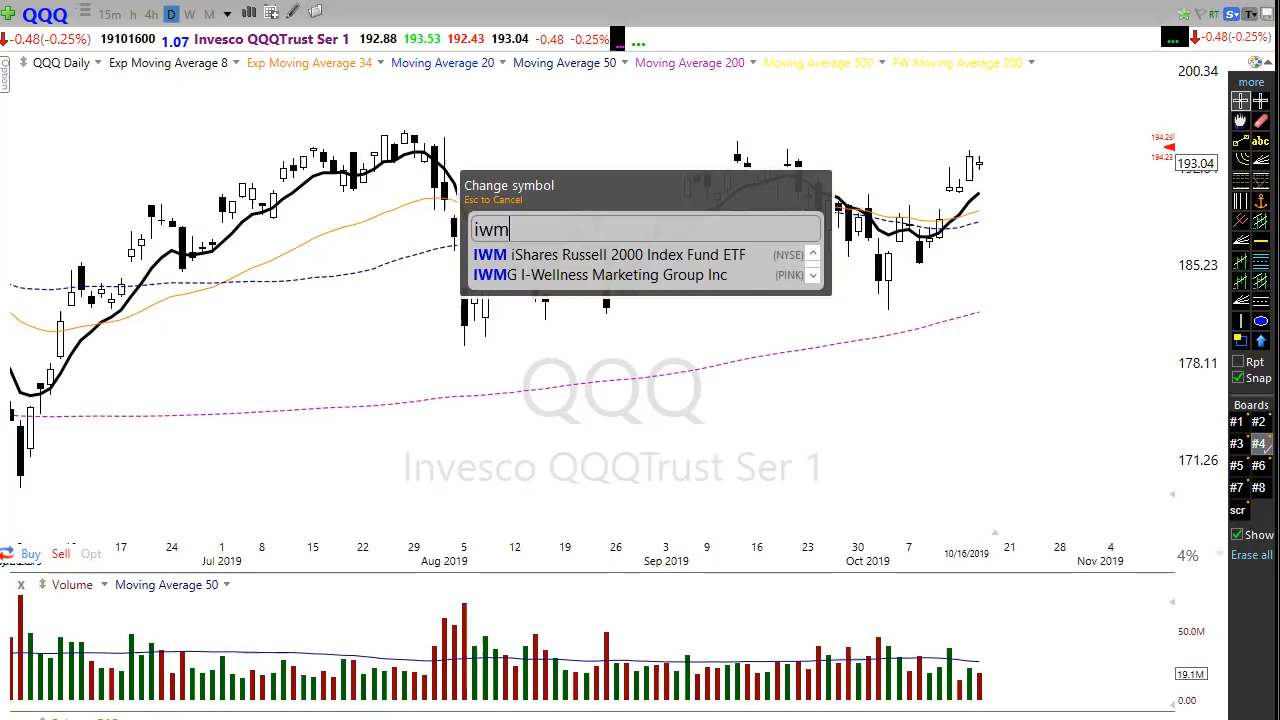 QQQ 15m h 4h D W M RT S T
-0.48(-0.25%) 19101600 1.07 Invesco QQQTrust Ser 1 192.88 193.53 192.43 193.04 -0.48 -0.25% ... ... -0.48(-0.25%)
Option
QQQ Daily Exp Moving Average 8 Exp Moving Average 34 Moving Average 20 Moving Average 50 Moving Average 200 Moving Average 500 FW Moving Average 200
200.34
more
abc
194.26
194.23
193.04
185.23
178.11
171.26
Change symbol
Esc to Cancel
iwm
IWM iShares Russell 2000 Index Fund ETF (NYSE)
IWMG I-Wellness Marketing Group Inc (PINK)
QQQ
Invesco QQQTrust Ser 1
Rpt
Snap
Boards
#1 #2
#3 #4
#5 #6
#7 #8
scr
Show
Erase all
Buy Sell Opt
10 17 24 1 8 15 22 29 5 12 19 26 3 9 16 23 30 7 10/16/2019 21 28 4
Jul 2019 Aug 2019 Sep 2019 Oct 2019 Nov 2019
4%
x Volume Moving Average 50
50.0M
19.1M
0.00